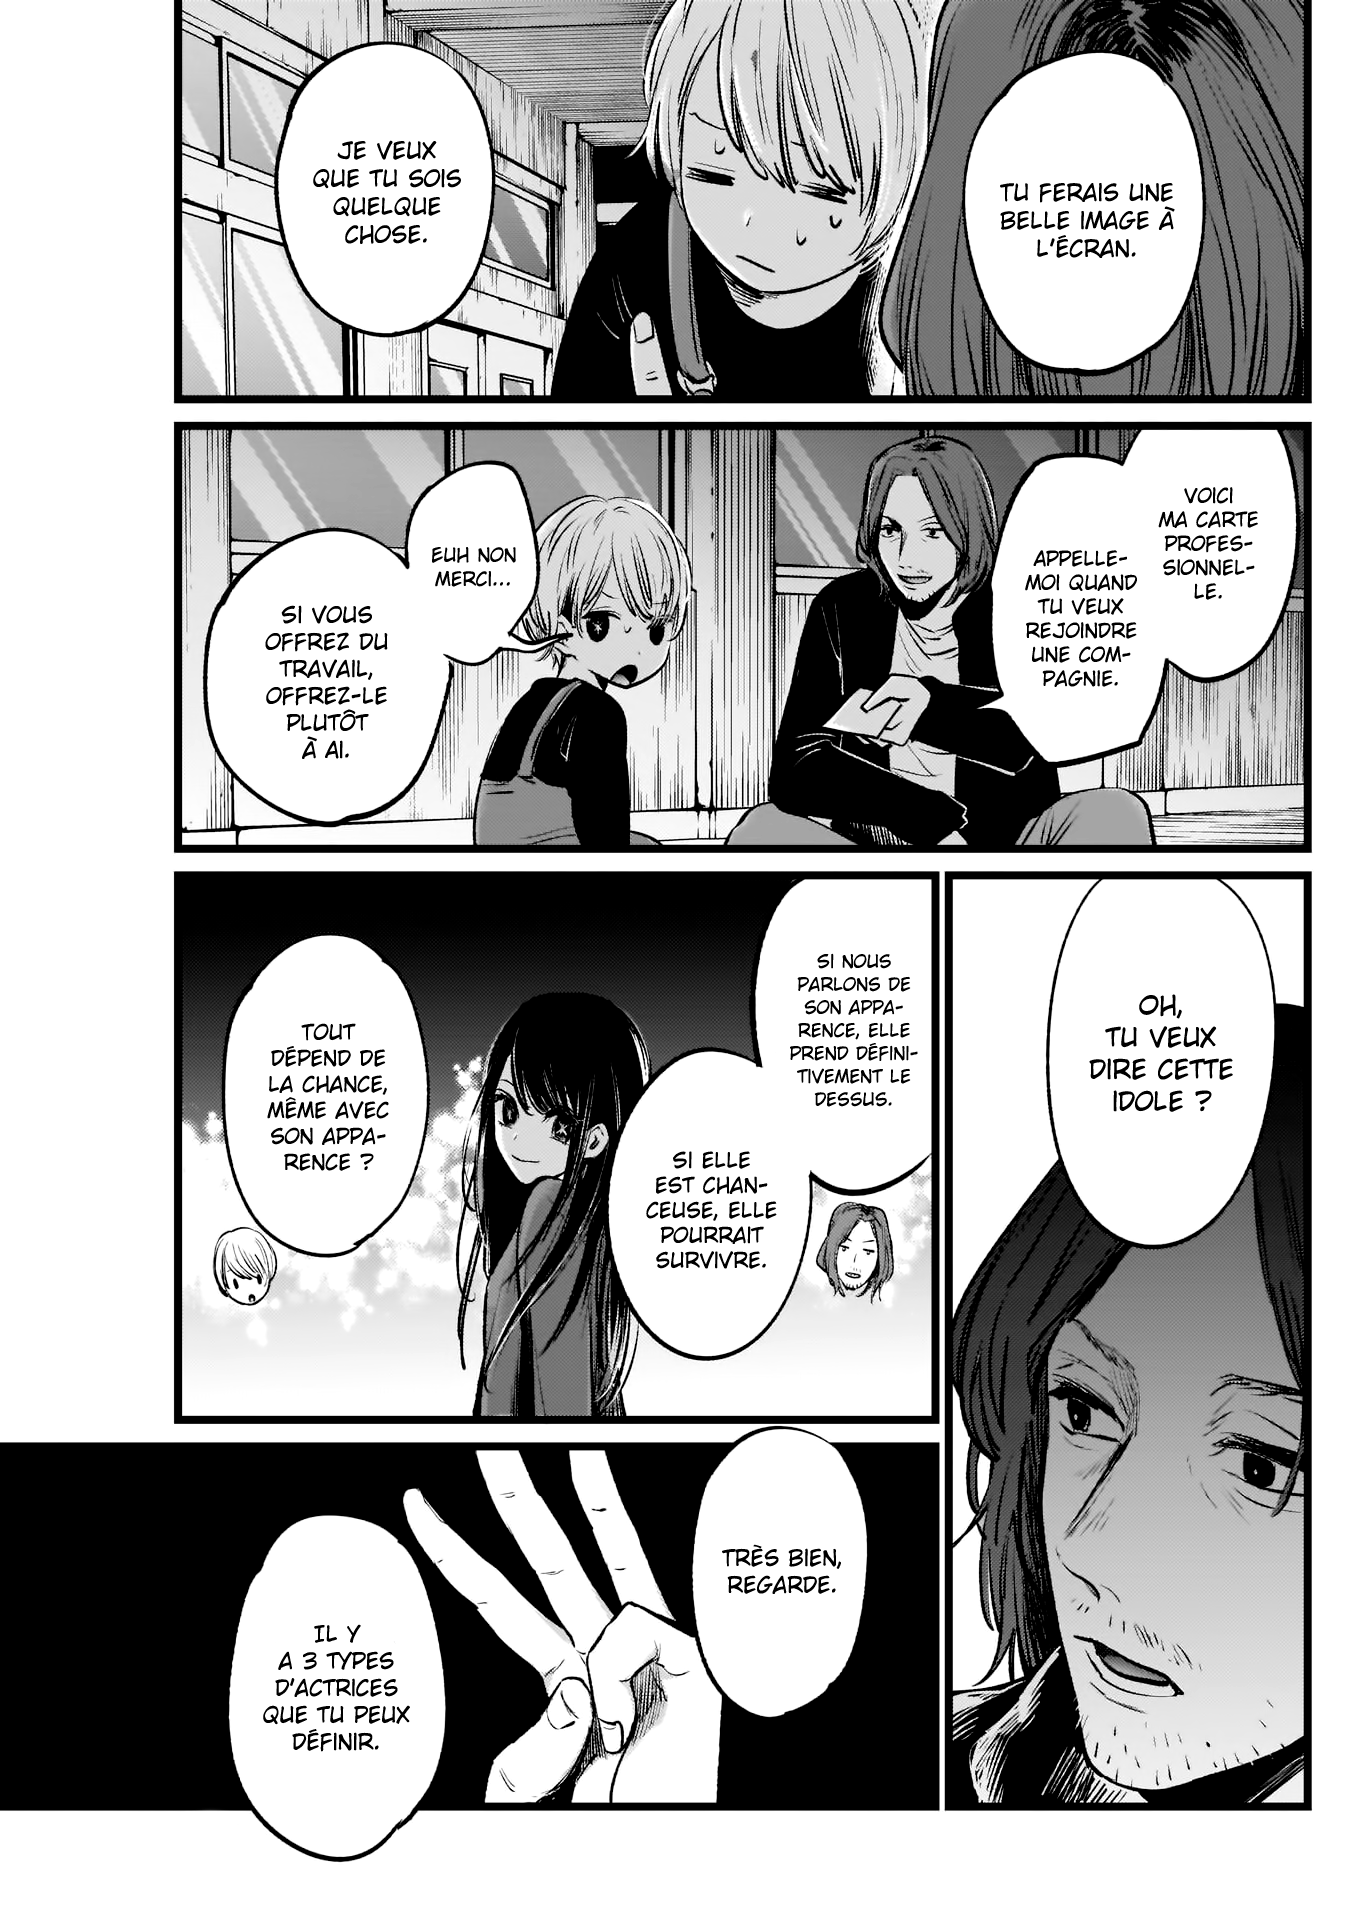 TU FERAIS UNE
BELLE IMAGE À
L'ÉCRAN.
JE VEUX
QUE TU SOIS
QUELQUE
CHOSE.
VOICI
MA CARTE
PROFES-
SIONNEL-
LE.
APPELLE-
MOI QUAND
TU VEUX
REJOINDRE
UNE COM-
PAGNIE.
EUH NON
MERCI...
SI VOUS
OFFREZ DU
TRAVAIL,
OFFREZ-LE
PLUTÔT
À AI.
OH,
TU VEUX
DIRE CETTE
IDOLE ?
SI NOUS
PARLONS DE
SON APPA-
RENCE, ELLE
PREND DÉFINI-
TIVEMENT LE
DESSUS.
SI ELLE
EST CHAN-
CEUSE, ELLE
POURRAIT
SURVIVRE.
TOUT
DÉPEND DE
LA CHANCE,
MÊME AVEC
SON APPA-
RENCE ?
TRÈS BIEN,
REGARDE.
IL Y
A 3 TYPES
D'ACTRICES
QUE TU PEUX
DÉFINIR.